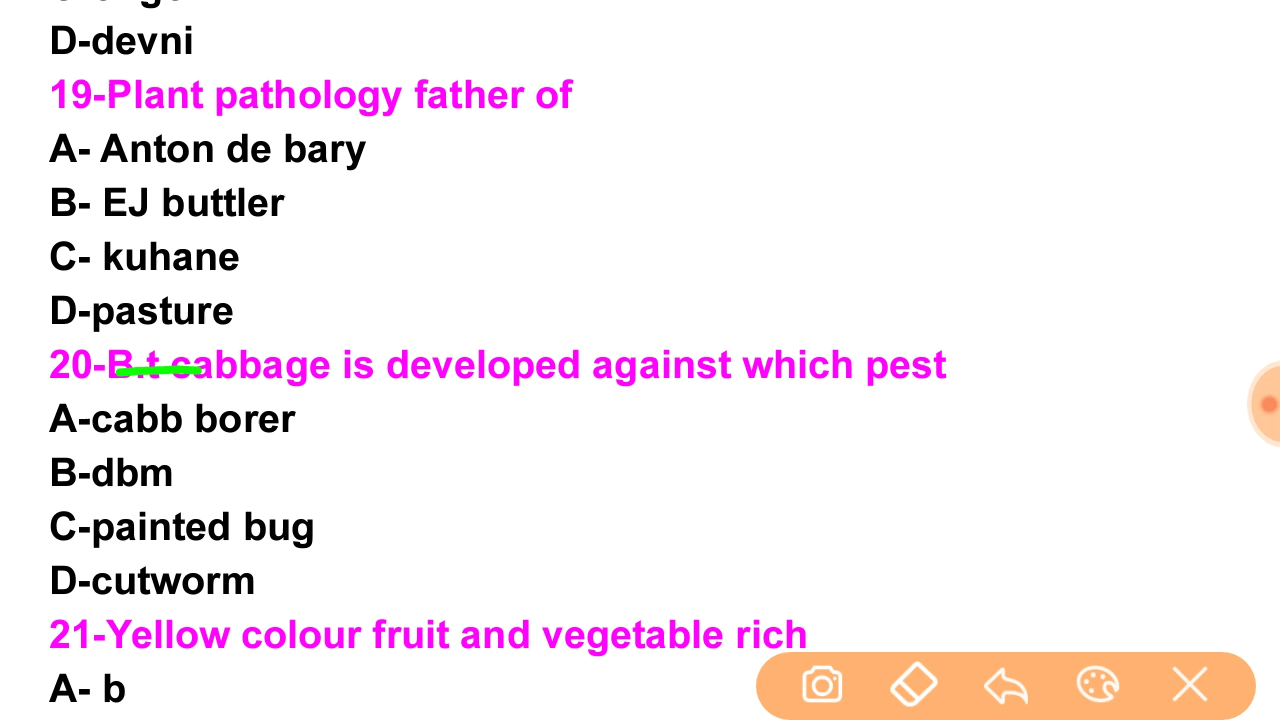 D-devni
19-Plant pathology father of
A- Anton de bary
B- EJ buttler
C- kuhane
D-pasture
20-B.t cabbage is developed against which pest
A-cabb borer
B-dbm
C-painted bug
D-cutworm
21-Yellow colour fruit and vegetable rich
A- b